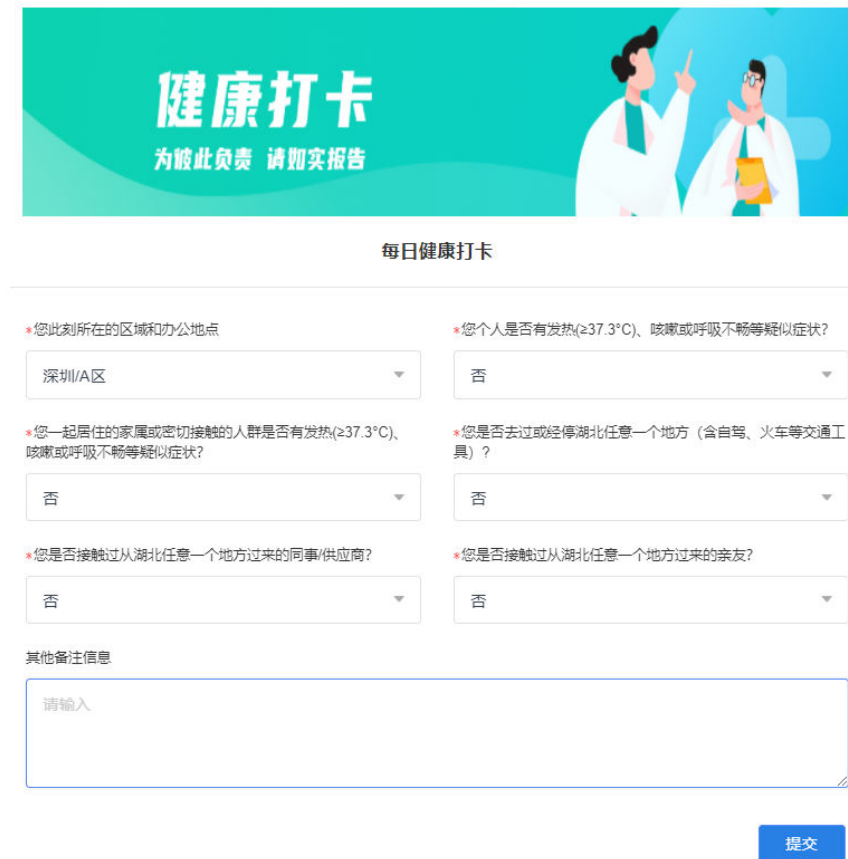 健康打卡
为彼此负责 请如实报告
每日健康打卡
*您此刻所在的区域和办公地点
深圳/A区
*您个人是否有发热(≥37.3°C)、咳嗽或呼吸不畅等疑似症状?
否
*您一起居住的家属或密切接触的人群是否有发热(≥37.3°C)、
咳嗽或呼吸不畅等疑似症状?
否
*您是否去过或经停湖北任意一个地方（含自驾、火车等交通工
具）?
否
*您是否接触过从湖北任意一个地方过来的同事/供应商?
否
*您是否接触过从湖北任意一个地方过来的亲友?
否
其他备注信息
请输入
提交